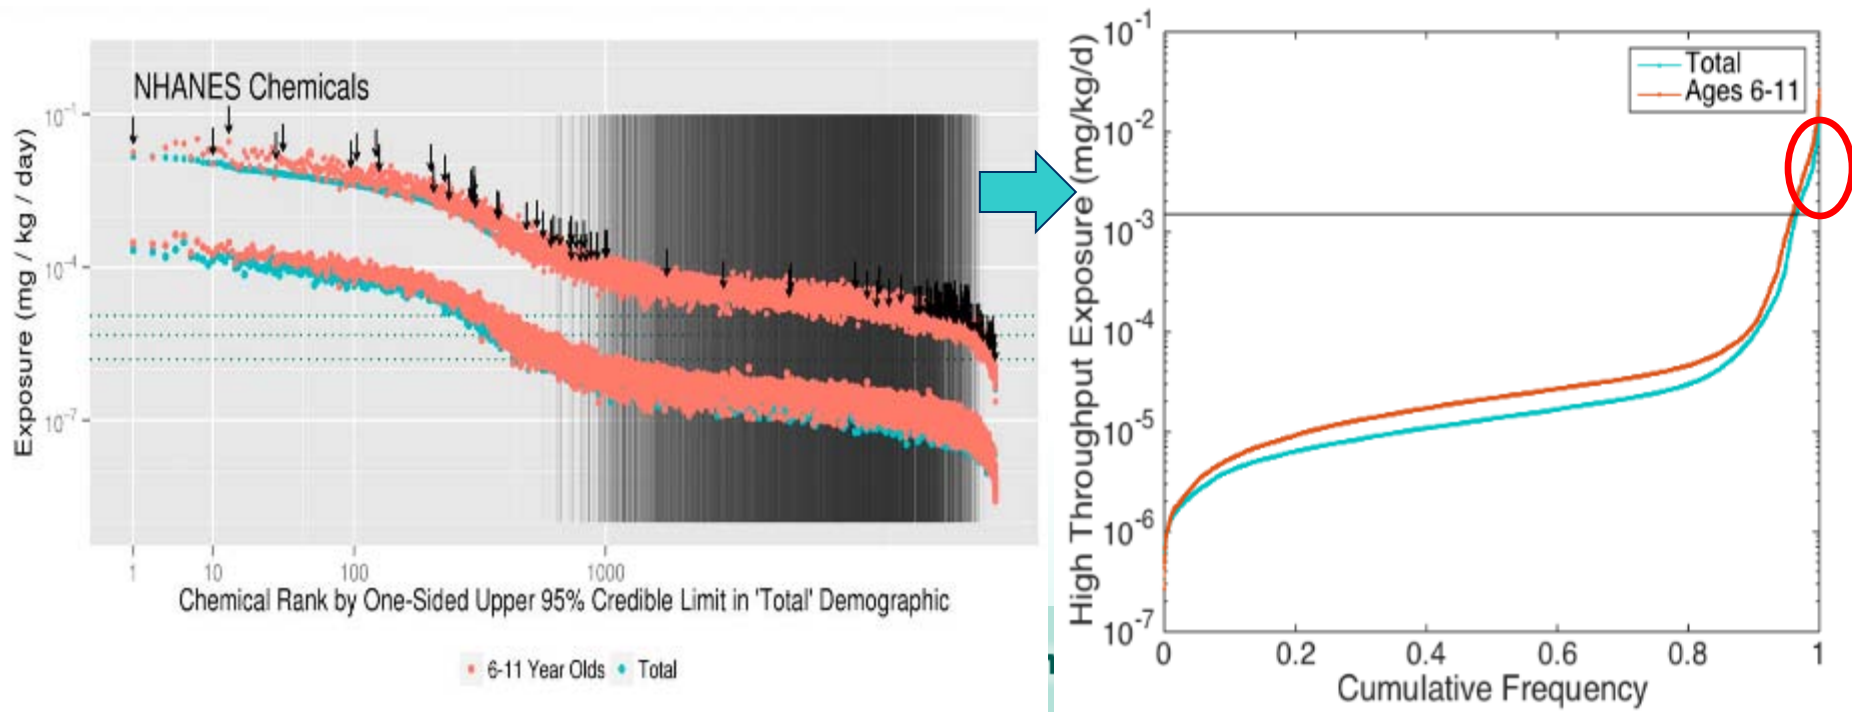 NHANES Chemicals
Exposure (mg / kg / day)
10-1
10-4
10-7
1
10
100
1000
Chemical Rank by One-Sided Upper 95% Credible Limit in 'Total' Demographic
6-11 Year Olds
Total
High Throughput Exposure (mg/kg/d)
10-1
10-2
10-3
10-4
10-5
10-6
10-7
Total
Ages 6-11
0
0.2
0.4
0.6
0.8
1
Cumulative Frequency